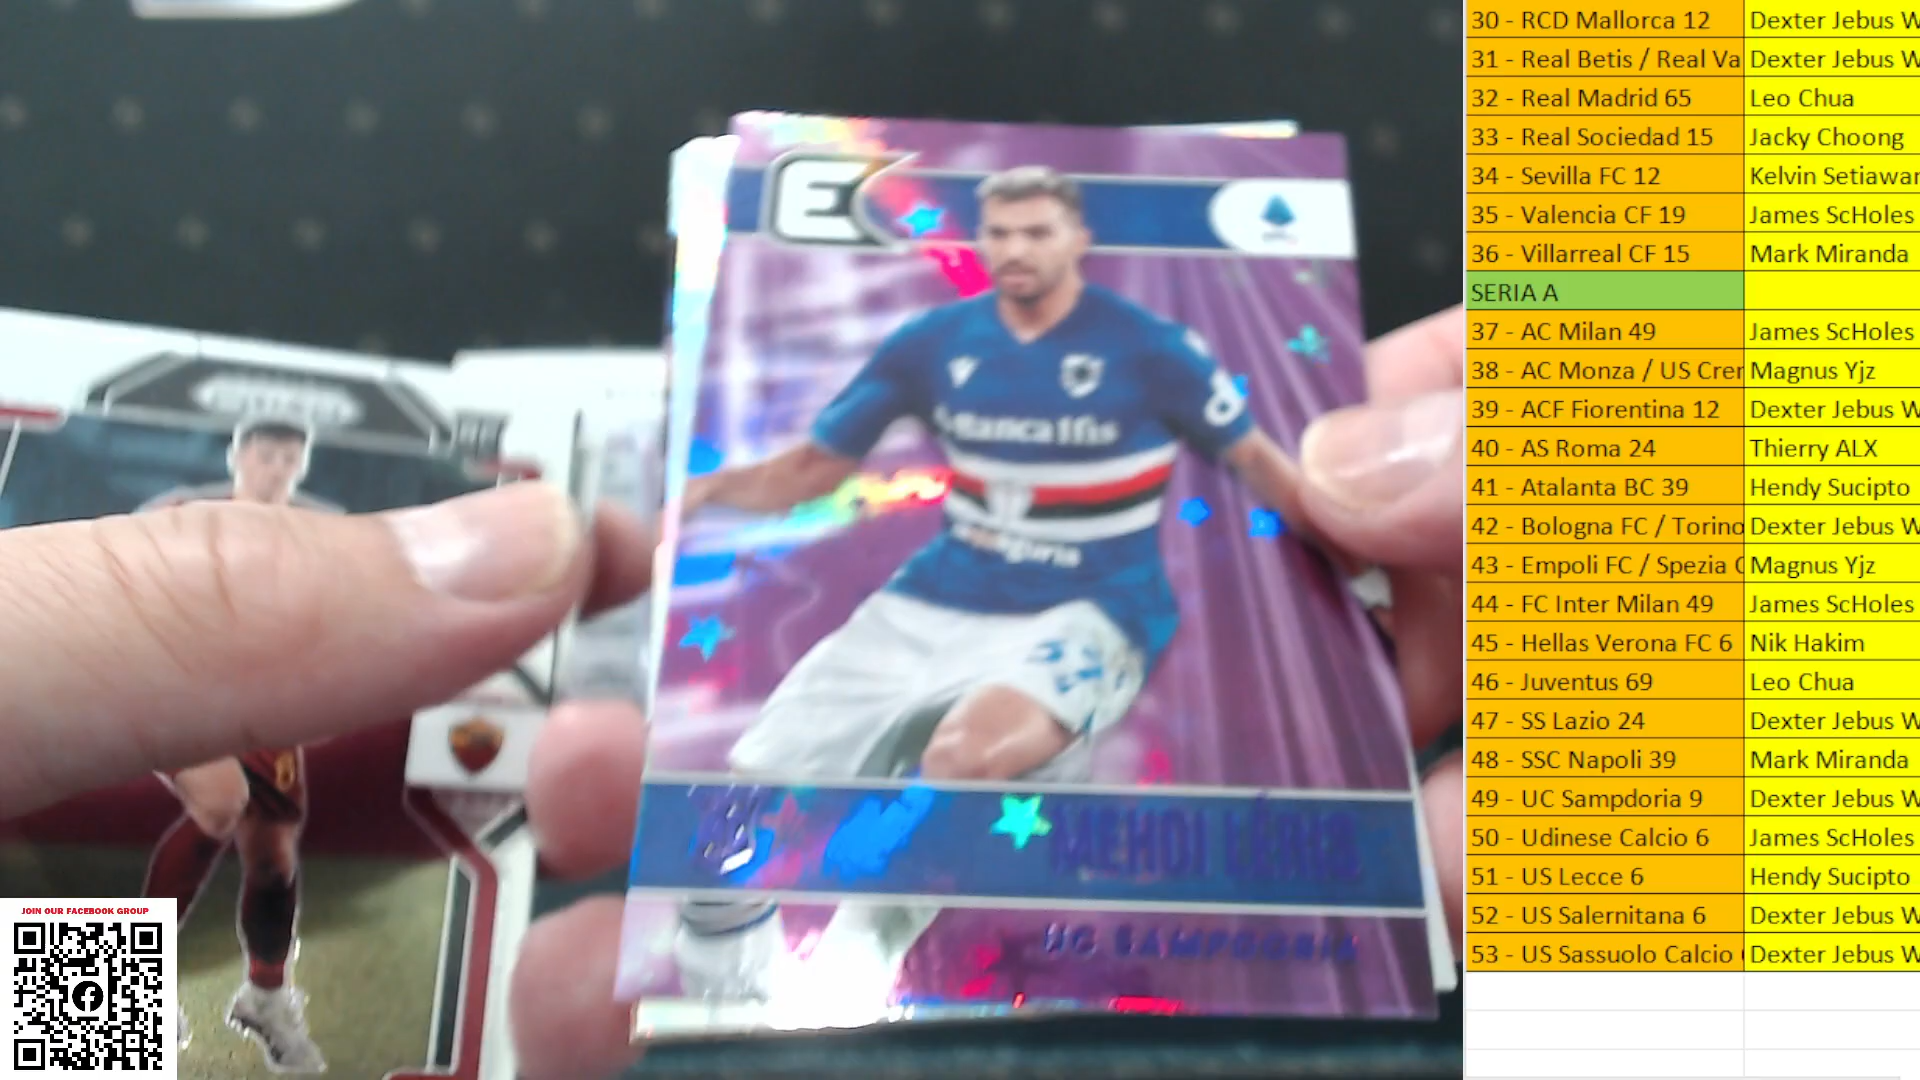 MEHDI LÉRIS
UC SAMPDORIA
JOIN OUR FACEBOOK GROUP
30 - RCD Mallorca 12 Dexter Jebus W
31 - Real Betis / Real Va Dexter Jebus W
32 - Real Madrid 65 Leo Chua
33 - Real Sociedad 15 Jacky Choong
34 - Sevilla FC 12 Kelvin Setiawan
35 - Valencia CF 19 James ScHoles
36 - Villarreal CF 15 Mark Miranda
SERIA A
37 - AC Milan 49 James ScHoles
38 - AC Monza / US Crer Magnus Yjz
39 - ACF Fiorentina 12 Dexter Jebus W
40 - AS Roma 24 Thierry ALX
41 - Atalanta BC 39 Hendy Sucipto
42 - Bologna FC / Torino Dexter Jebus W
43 - Empoli FC / Spezia C Magnus Yjz
44 - FC Inter Milan 49 James ScHoles
45 - Hellas Verona FC 6 Nik Hakim
46 - Juventus 69 Leo Chua
47 - SS Lazio 24 Dexter Jebus W
48 - SSC Napoli 39 Mark Miranda
49 - UC Sampdoria 9 Dexter Jebus W
50 - Udinese Calcio 6 James ScHoles
51 - US Lecce 6 Hendy Sucipto
52 - US Salernitana 6 Dexter Jebus W
53 - US Sassuolo Calcio Dexter Jebus W